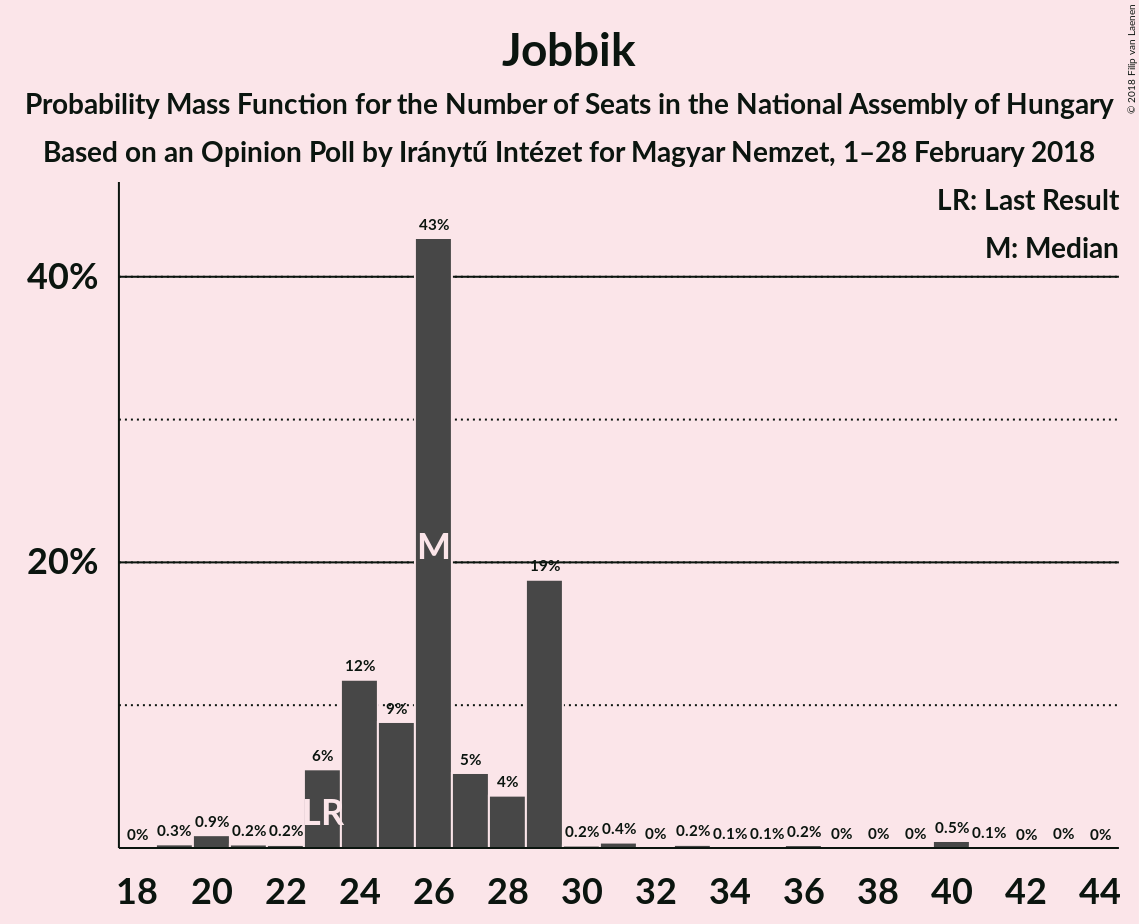 Jobbik
Probability Mass Function for the Number of Seats in the National Assembly of Hungary
Based on an Opinion Poll by Iránytű Intézet for Magyar Nemzet, 1–28 February 2018
© 2018 Filip van Laenen
LR: Last Result
M: Median
40%
20%
0% 0.3% 0.9% 0.2% 0.2% 6% 12% 9% 43% 5% 4% 19% 0.2% 0.4% 0% 0.2% 0.1% 0.1% 0.2% 0% 0% 0% 0.5% 0.1% 0% 0% 0%
LR
M
18 20 22 24 26 28 30 32 34 36 38 40 42 44